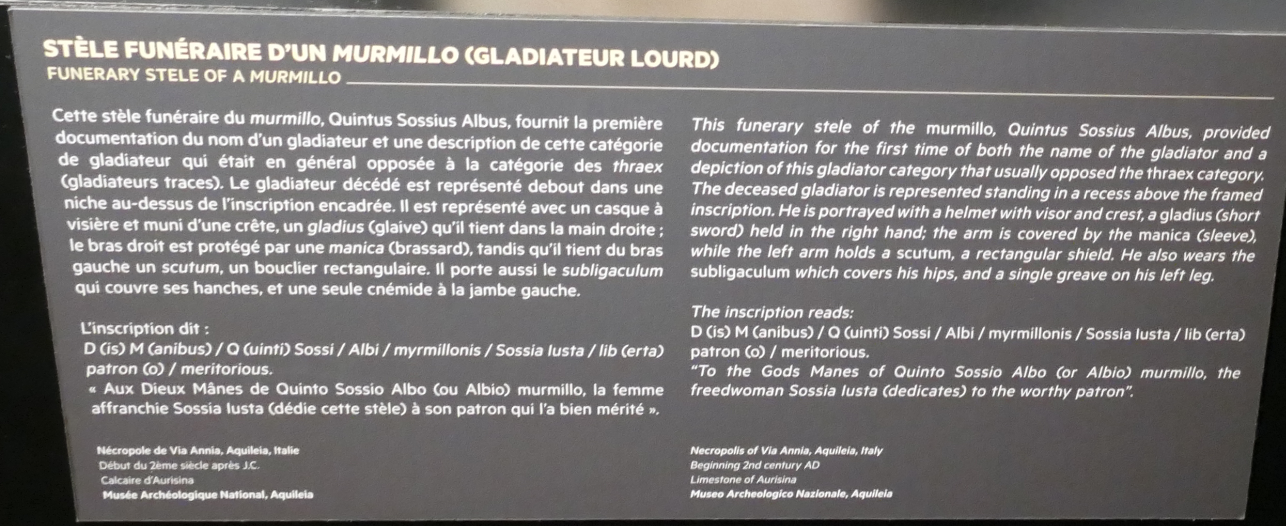 STÈLE FUNÉRAIRE D'UN MURMILLO (GLADIATEUR LOURD)
FUNERARY STELE OF A MURMILLO
Cette stèle funéraire du murmillo, Quintus Sossius Albus, fournit la première
documentation du nom d'un gladiateur et une description de cette catégorie
de gladiateur qui était en général opposée à la catégorie des thraex
(gladiateurs traces). Le gladiateur décédé est représenté debout dans une
niche au-dessus de l'inscription encadrée. Il est représenté avec un casque à
visière et muni d'une crête, un gladius (glaive) qu'il tient dans la main droite ;
le bras droit est protégé par une manica (brassard), tandis qu'il tient du bras
gauche un scutum, un bouclier rectangulaire. Il porte aussi le subligaculum
qui couvre ses hanches, et une seule cnémide à la jambe gauche.
L'inscription dit :
D (is) M (anibus) / Q (uinti) Sossi / Albi / myrmillonis / Sossia Iusta / lib (erta)
patron (o) / meritorious.
« Aux Dieux Mânes de Quinto Sossio Albo (ou Albio) murmillo, la femme
affranchie Sossia Iusta (dédie cette stèle) à son patron qui l'a bien mérité ».
Nécropole de Via Annia, Aquileia, Italie
Début du 2ème siècle après J.C.
Calcaire d'Aurisina
Musée Archéologique National, Aquileia
This funerary stele of the murmillo, Quintus Sossius Albus, provided
documentation for the first time of both the name of the gladiator and a
depiction of this gladiator category that usually opposed the thraex category.
The deceased gladiator is represented standing in a recess above the framed
inscription. He is portrayed with a helmet with visor and crest, a gladius (short
sword) held in the right hand; the arm is covered by the manica (sleeve),
while the left arm holds a scutum, a rectangular shield. He also wears the
subligaculum which covers his hips, and a single greave on his left leg.
The inscription reads:
D (is) M (anibus) / Q (uinti) Sossi / Albi / myrmillonis / Sossia Iusta / lib (erta)
patron (o) / meritorious.
"To the Gods Manes of Quinto Sossio Albo (or Albio) murmillo, the
freedwoman Sossia Iusta (dedicates) to the worthy patron".
Necropolis of Via Annia, Aquileia, Italy
Beginning 2nd century AD
Limestone of Aurisina
Museo Archeologico Nazionale, Aquileia